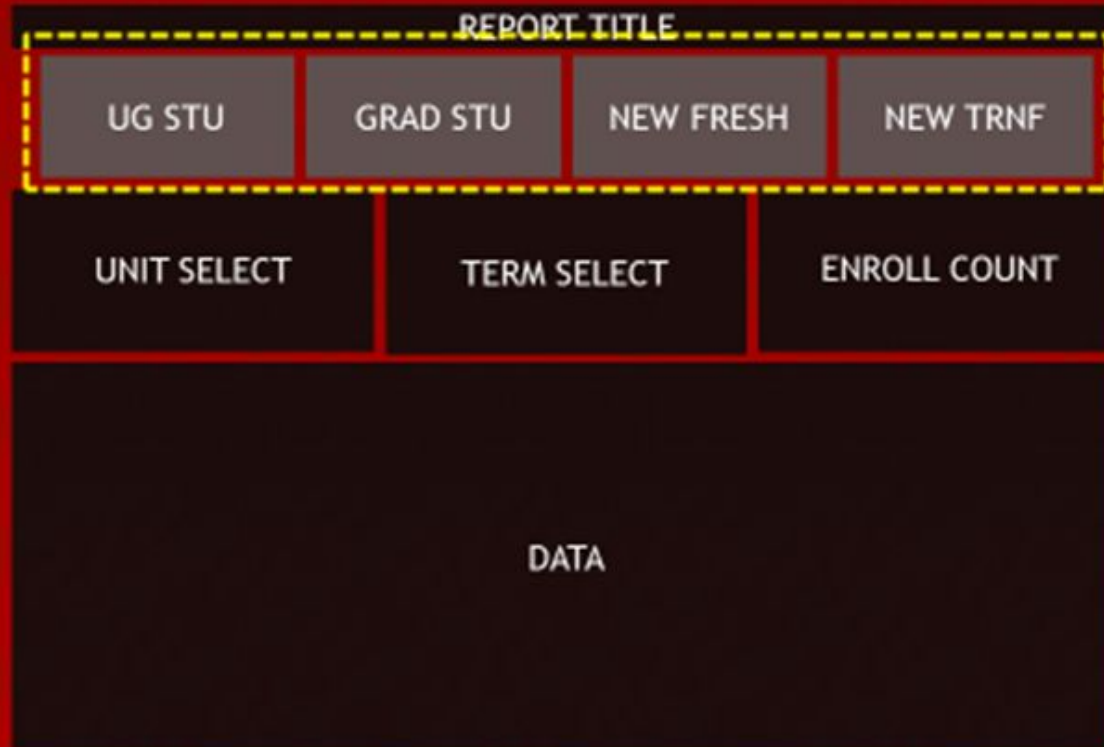 REPORT TITLE
UG STU GRAD STU NEW FRESH NEW TRNF
UNIT SELECT TERM SELECT ENROLL COUNT
DATA